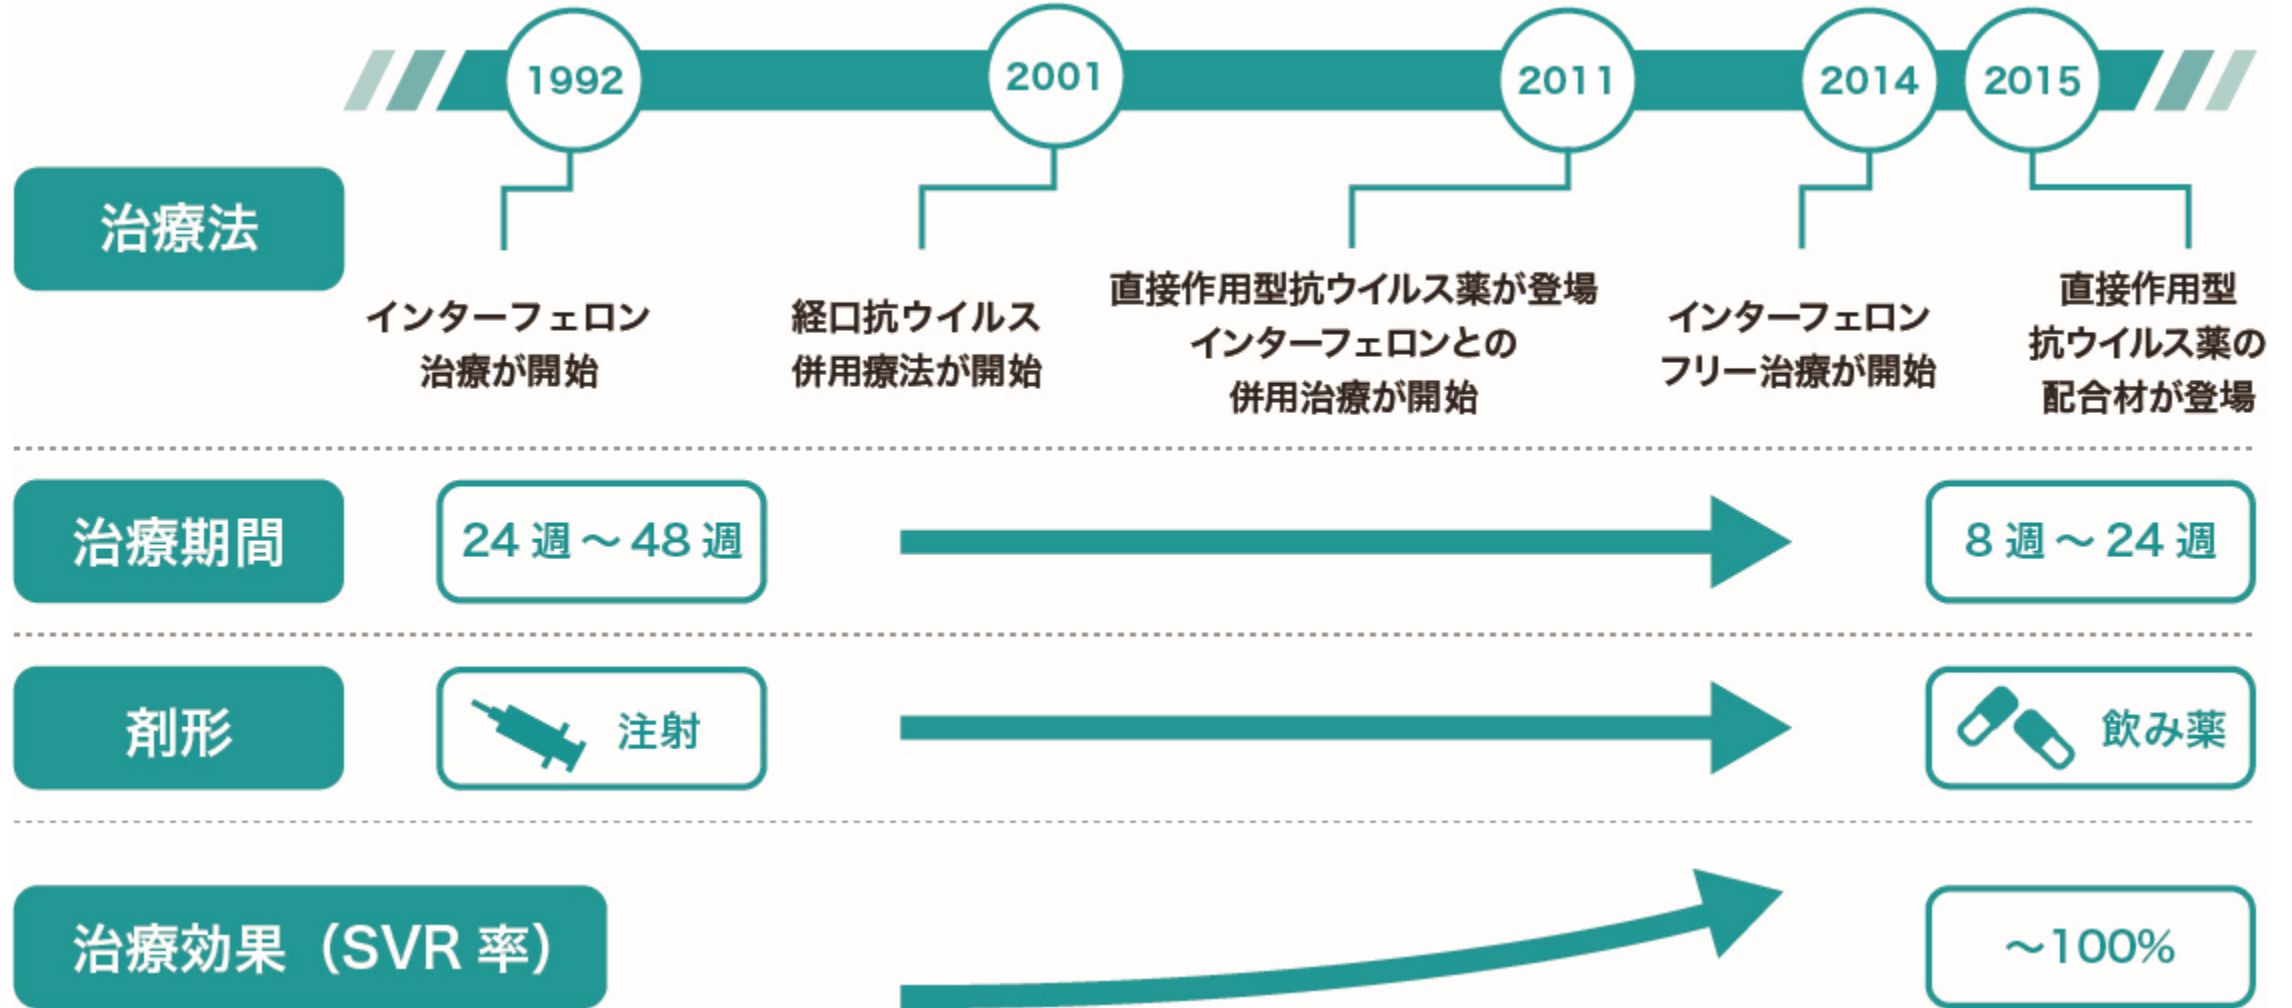 1992
2001
2011
2014
2015
治療法
インターフェロン
治療が開始
経口抗ウイルス
併用療法が開始
直接作用型抗ウイルス薬が登場
インターフェロンとの
併用治療が開始
インターフェロン
フリー治療が開始
直接作用型
抗ウイルス薬の
配合材が登場
治療期間
24 週～48 週
8 週～24 週
剤形
注射
飲み薬
治療効果（SVR 率）
～100%